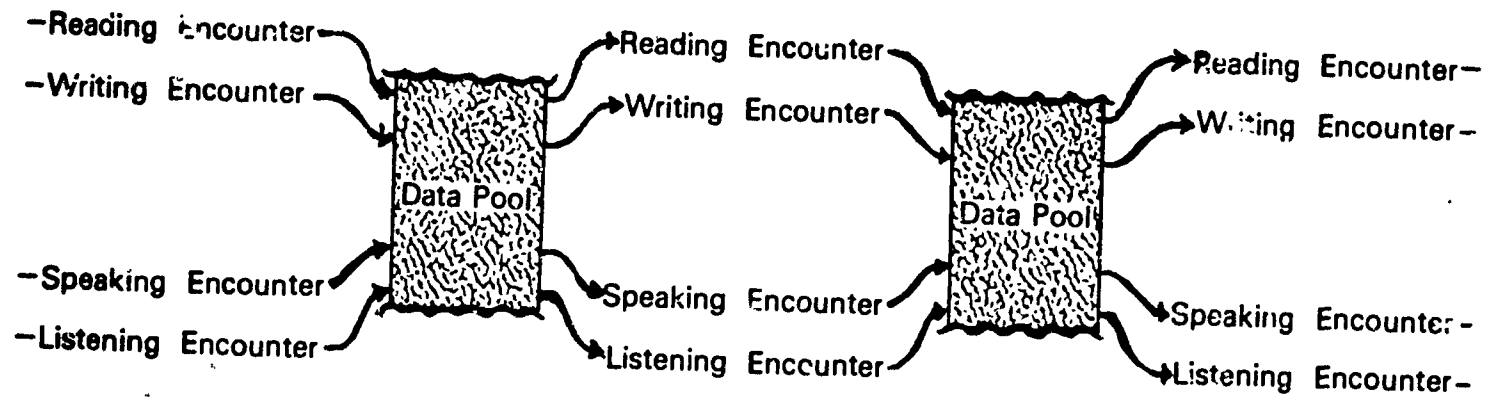 –Reading Encounter
–Writing Encounter
Data Pool
–Speaking Encounter
–Listening Encounter
Reading Encounter
Writing Encounter
Speaking Encounter
Listening Encounter
Data Pool
Reading Encounter–
Writing Encounter–
Speaking Encounter–
Listening Encounter–